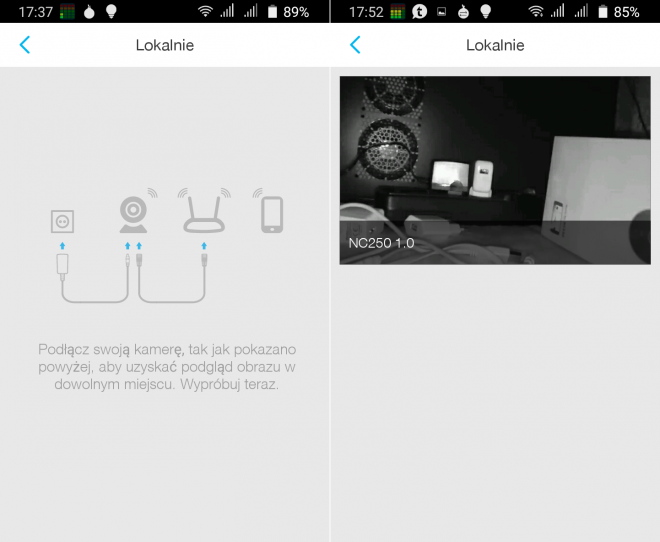 17:37
89%
Lokalnie
Podłącz swoją kamerę, tak jak pokazano
powyżej, aby uzyskać podgląd obrazu w
dowolnym miejscu. Wypróbuj teraz.
17:52
85%
Lokalnie
NC250 1.0